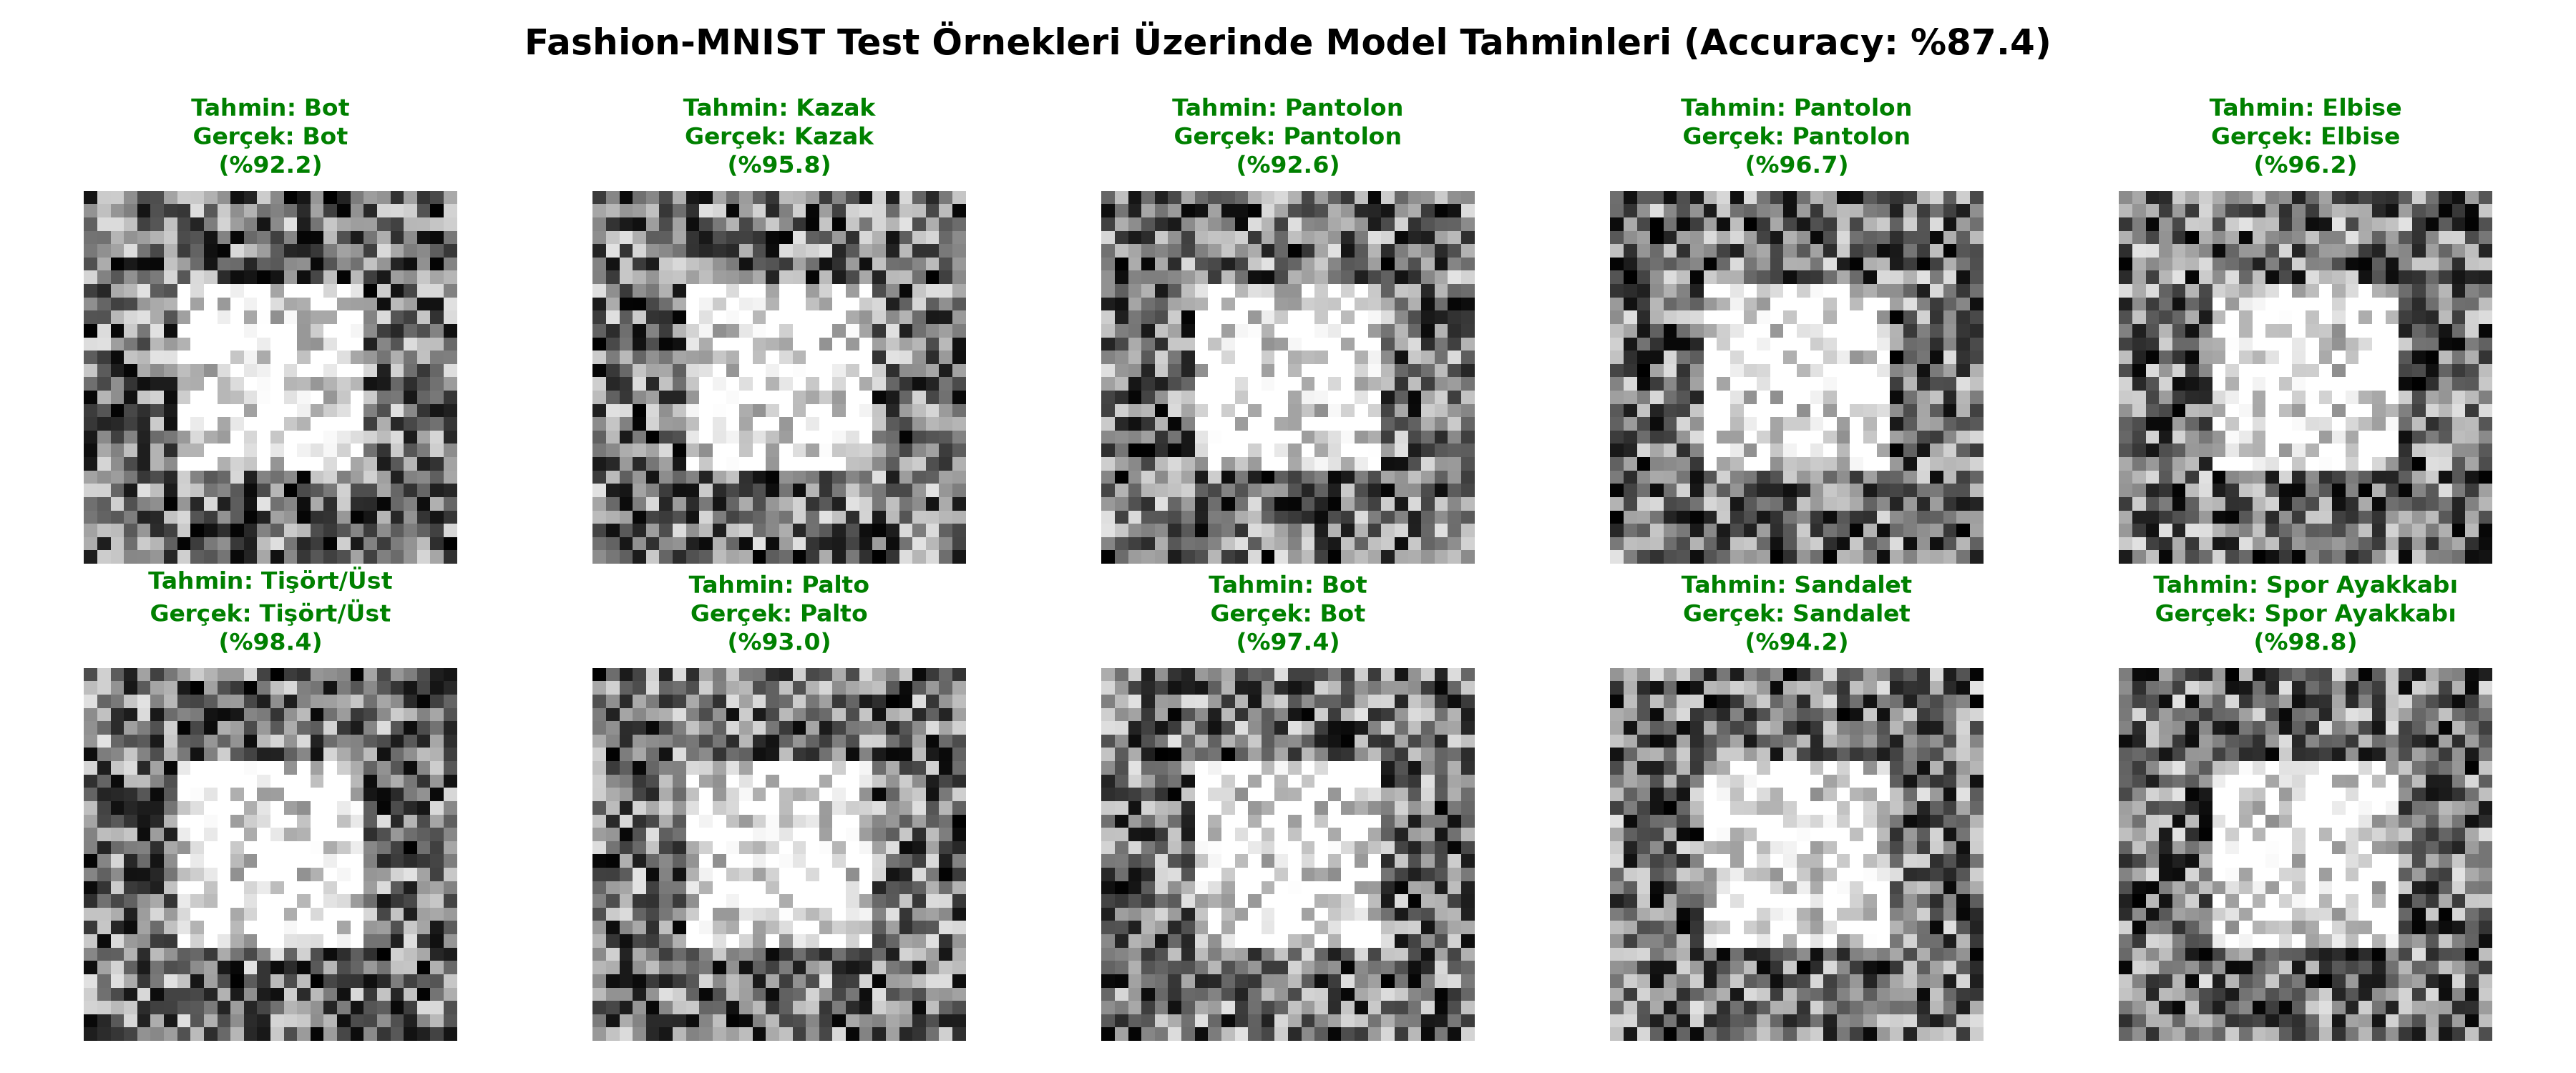 Fashion-MNIST Test Örnekleri Üzerinde Model Tahminleri (Accuracy: %87.4)
Tahmin: Bot
Gerçek: Bot
(%92.2)
Tahmin: Kazak
Gerçek: Kazak
(%95.8)
Tahmin: Pantolon
Gerçek: Pantolon
(%92.6)
Tahmin: Pantolon
Gerçek: Pantolon
(%96.7)
Tahmin: Elbise
Gerçek: Elbise
(%96.2)
Tahmin: Tişört/Üst
Gerçek: Tişört/Üst
(%98.4)
Tahmin: Palto
Gerçek: Palto
(%93.0)
Tahmin: Bot
Gerçek: Bot
(%97.4)
Tahmin: Sandalet
Gerçek: Sandalet
(%94.2)
Tahmin: Spor Ayakkabı
Gerçek: Spor Ayakkabı
(%98.8)